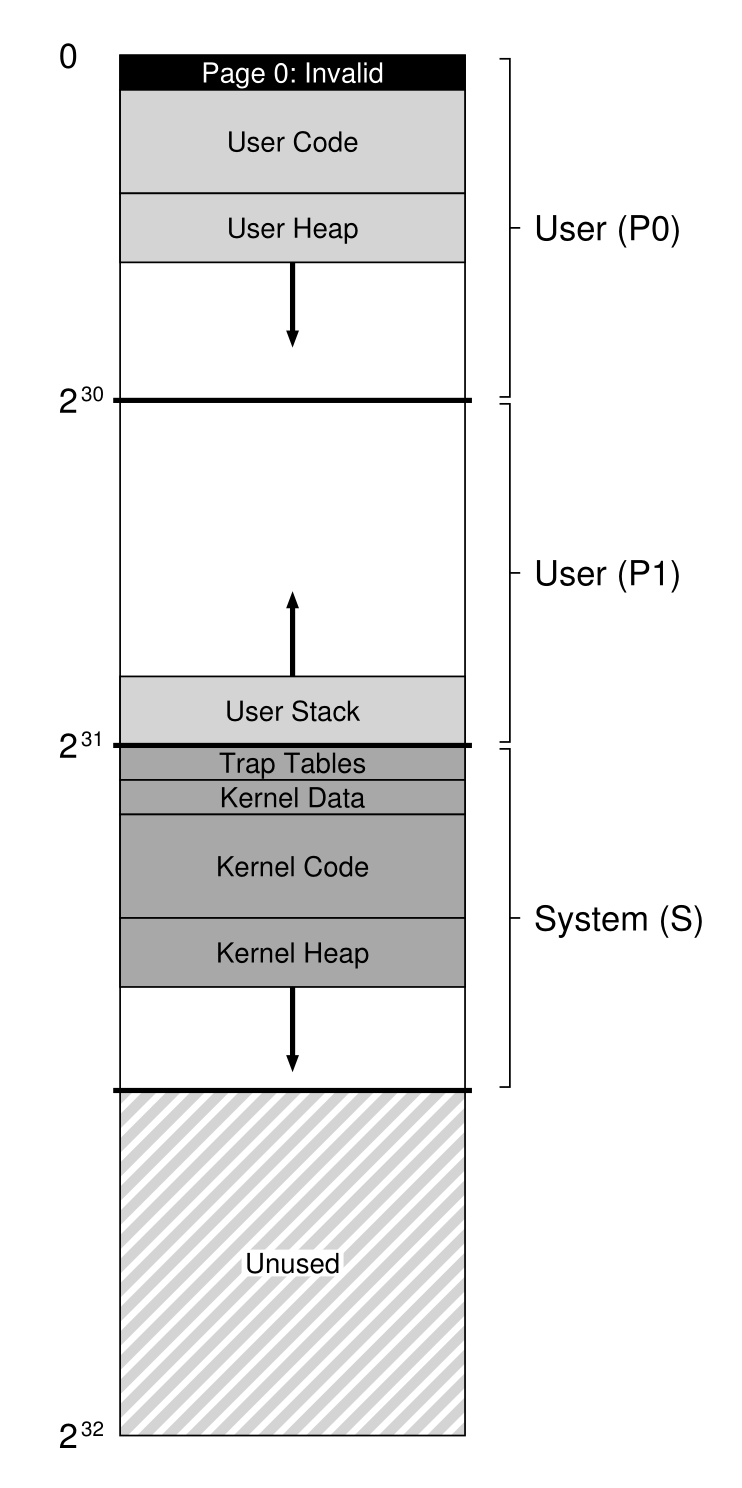 0
Page 0: Invalid
User Code
User Heap
User (P0)
2^30
User (P1)
User Stack
2^31
Trap Tables
Kernel Data
Kernel Code
Kernel Heap
System (S)
Unused
2^32